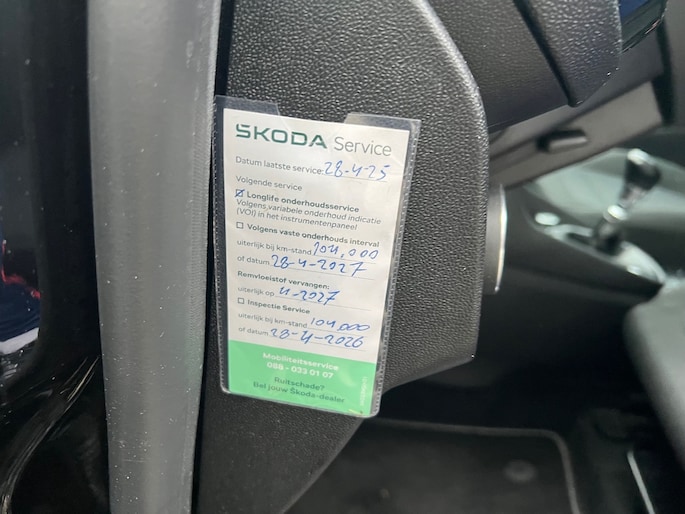 ŠKODA Service
Datum laatste service: 28-4-25
Volgende service
☑ Longlife onderhoudsservice
Volgens variabele onderhoud indicatie
(VOI) in het instrumentenpaneel
☐ Volgens vaste onderhouds interval
uiterlijk bij km-stand 104,000
of datum 28-4-2027
Remvloeistof vervangen:
uiterlijk op 4-2027
☐ Inspectie Service
uiterlijk bij km-stand 104000
of datum 28-4-2026
Mobiliteitsservice
088 - 033 01 07
Ruitschade?
Bel jouw Škoda-dealer